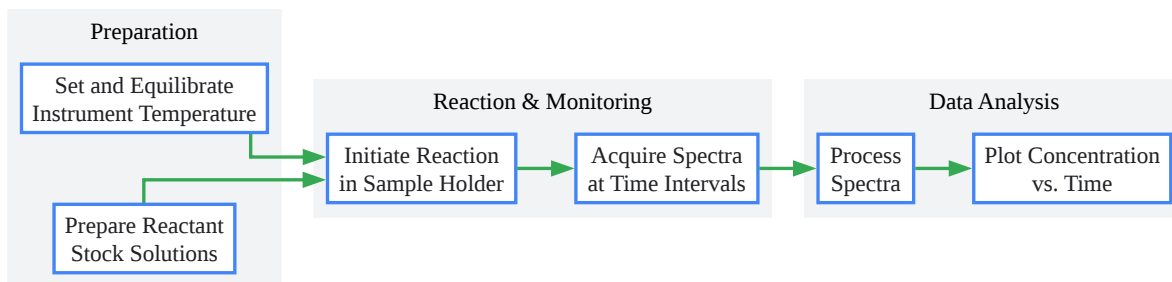 Preparation
Set and Equilibrate
Instrument Temperature
Prepare Reactant
Stock Solutions
Reaction & Monitoring
Initiate Reaction
in Sample Holder
Acquire Spectra
at Time Intervals
Data Analysis
Process
Spectra
Plot Concentration
vs. Time